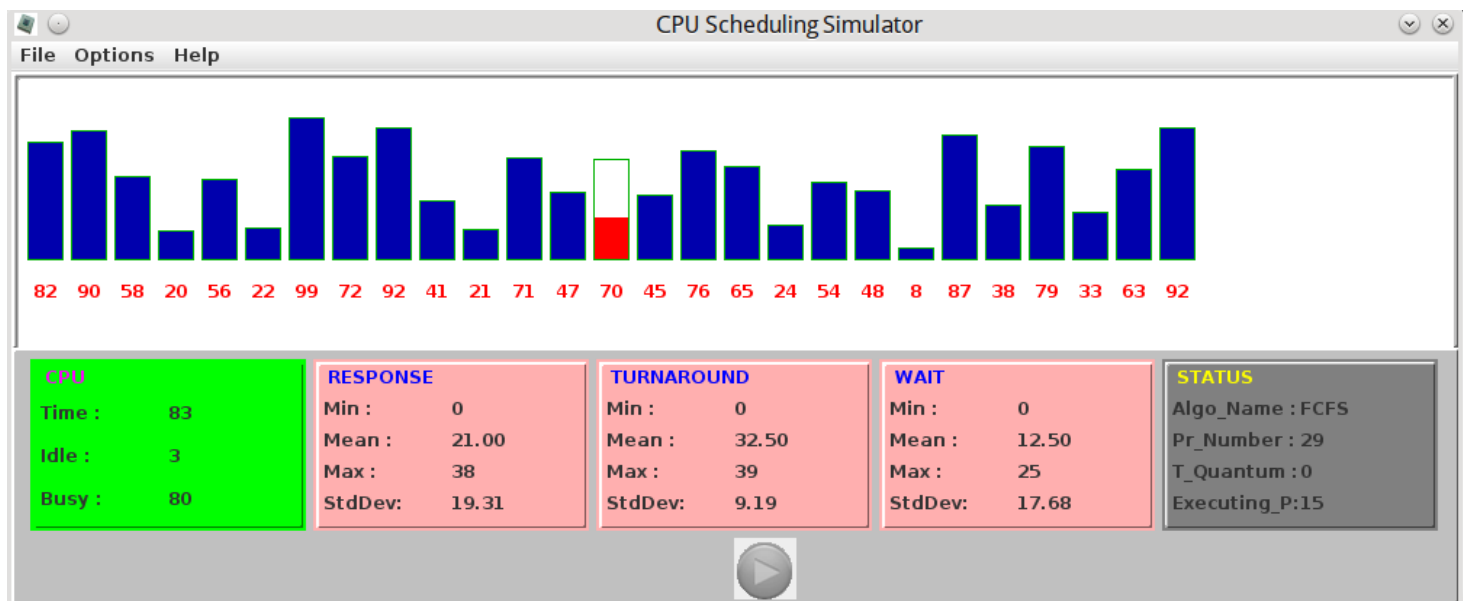 CPU Scheduling Simulator
File Options Help
82 90 58 20 56 22 99 72 92 41 21 71 47 70 45 76 65 24 54 48 8 87 38 79 33 63 92
CPU
Time : 83
Idle : 3
Busy : 80
RESPONSE
Min : 0
Mean : 21.00
Max : 38
StdDev: 19.31
TURNAROUND
Min : 0
Mean : 32.50
Max : 39
StdDev: 9.19
WAIT
Min : 0
Mean : 12.50
Max : 25
StdDev: 17.68
STATUS
Algo_Name : FCFS
Pr_Number : 29
T_Quantum :0
Executing_P:15